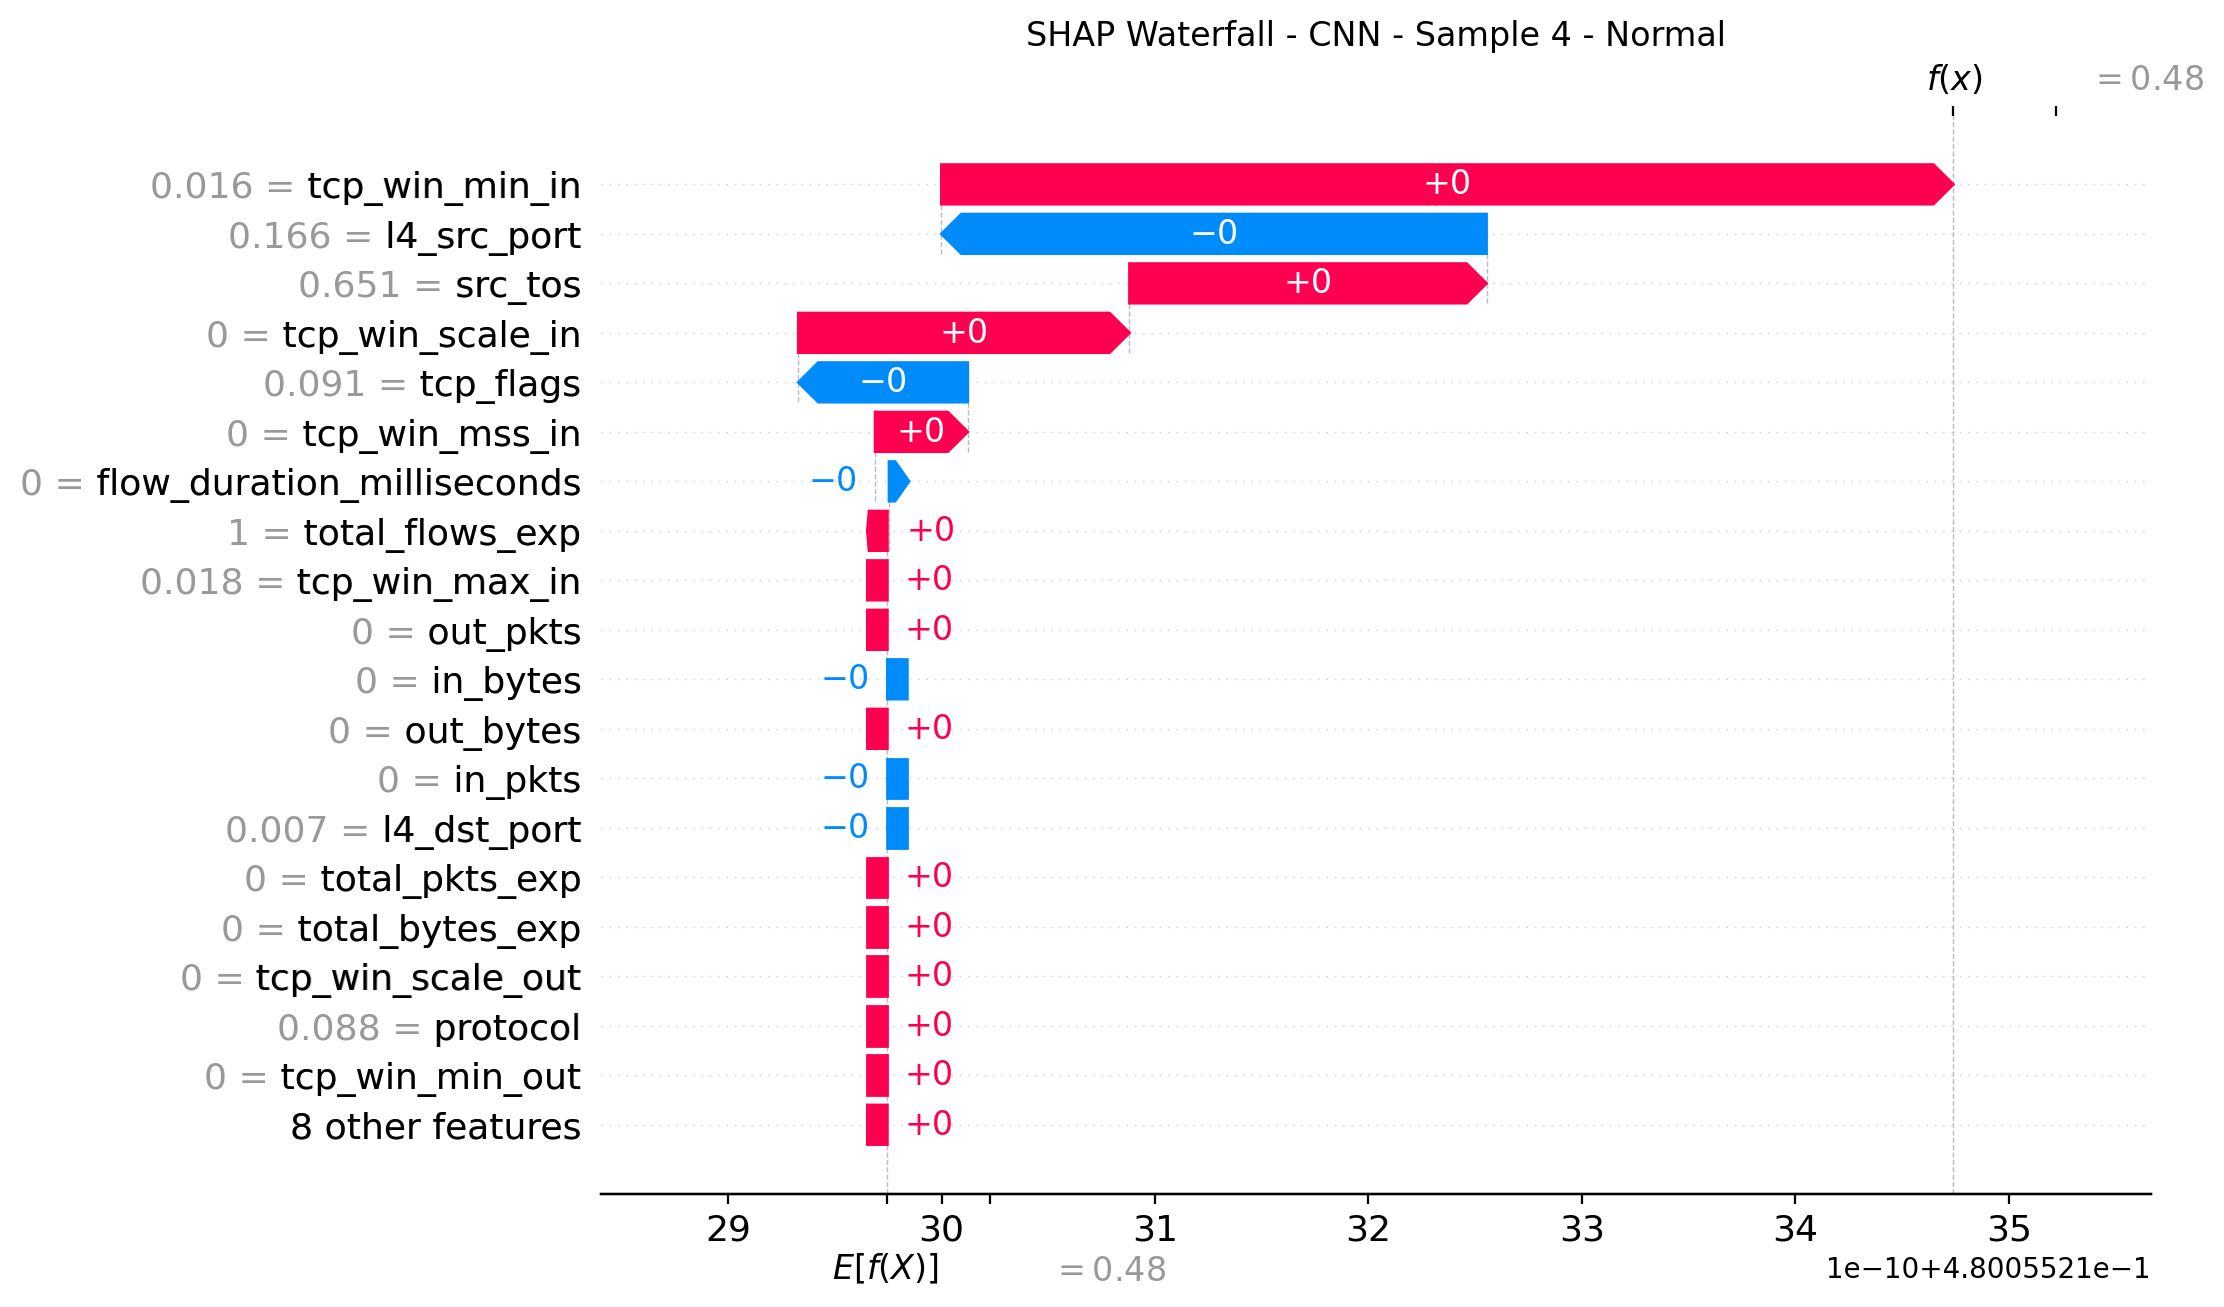 SHAP Waterfall - CNN - Sample 4 - Normal
f(x) = 0.48
0.016 = tcp_win_min_in +0
0.166 = l4_src_port −0
0.651 = src_tos +0
0 = tcp_win_scale_in +0
0.091 = tcp_flags −0
0 = tcp_win_mss_in +0
0 = flow_duration_milliseconds −0
1 = total_flows_exp +0
0.018 = tcp_win_max_in +0
0 = out_pkts +0
0 = in_bytes −0
0 = out_bytes +0
0 = in_pkts −0
0.007 = l4_dst_port −0
0 = total_pkts_exp +0
0 = total_bytes_exp +0
0 = tcp_win_scale_out +0
0.088 = protocol +0
0 = tcp_win_min_out +0
8 other features +0
29 30 31 32 33 34 35
E[f(X)] = 0.48 1e−10+4.8005521e−1